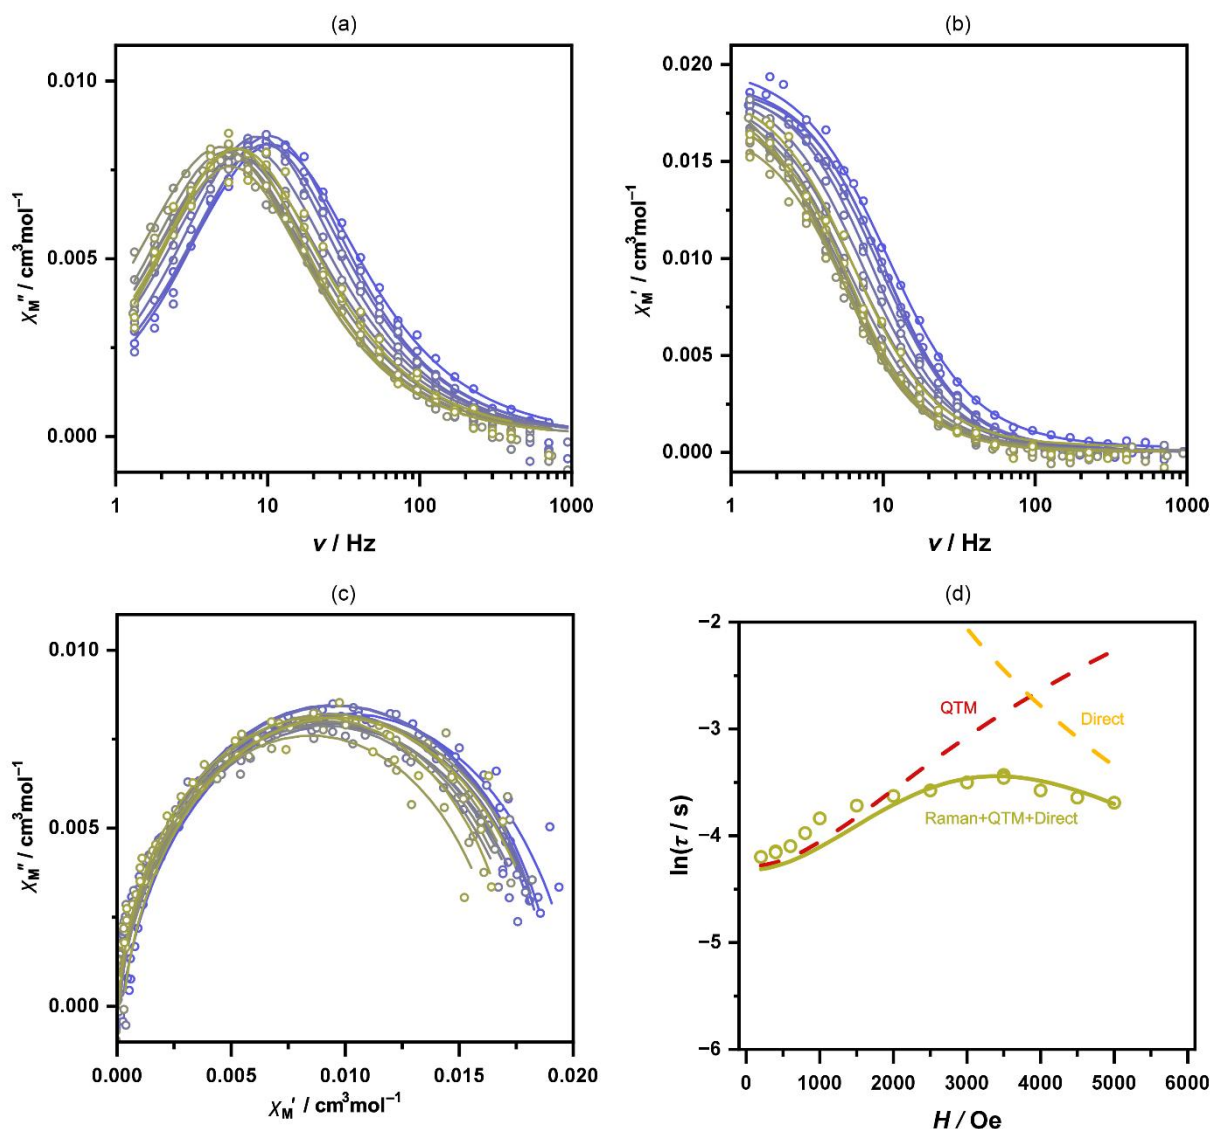 (a)
0.010
0.005
0.000
χM″ / cm³mol⁻¹
1 10 100 1000
ν / Hz
(b)
0.020
0.015
0.010
0.005
0.000
χM′ / cm³mol⁻¹
1 10 100 1000
ν / Hz
(c)
0.010
0.005
0.000
χM″ / cm³mol⁻¹
0.000 0.005 0.010 0.015 0.020
χM′ / cm³mol⁻¹
(d)
−2
−3
−4
−5
−6
ln(τ / s)
QTM
Direct
Raman+QTM+Direct
0 1000 2000 3000 4000 5000 6000
H / Oe